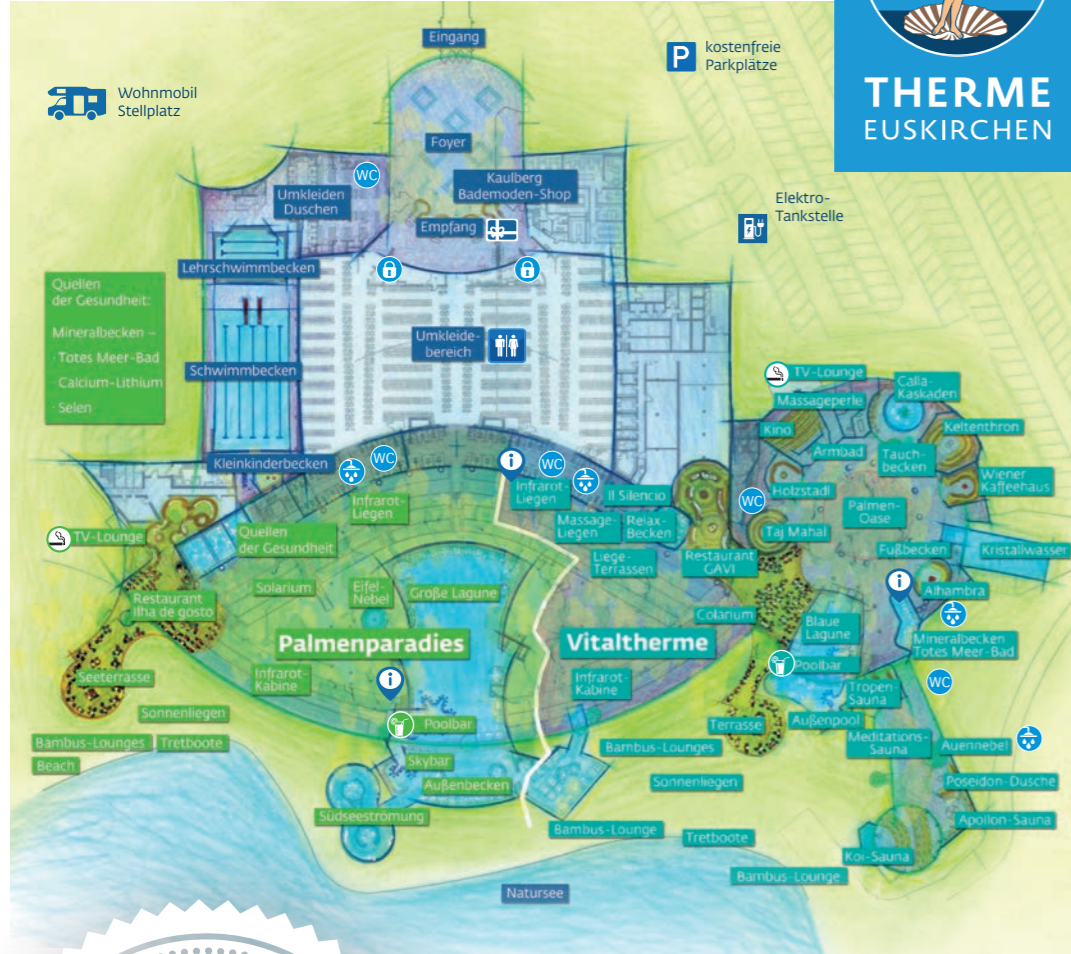 Eingang
P
kostenfreie
Parkplätze
THERME
EUSKIRCHEN
Wohnmobil
Stellplatz
Foyer
WC
Umkleiden
Duschen
Kaulberg
Bademoden-Shop
Empfang
Elektro-
Tankstelle
Lehrschwimmbecken
Quellen
der Gesundheit:
Mineralbecken –
· Totes Meer-Bad
· Calcium-Lithium
· Selen
Umkleide-
bereich
Schwimmbecken
Kleinkinderbecken
WC
i
WC
Infrarot-
Liegen
Infrarot-
Liegen
Il Silencio
TV-Lounge
Massageperle
Calla-
Kaskaden
Kino
Keltenthron
Armbad
Tauch-
becken
Wiener
Kaffeehaus
Holzstadl
WC
Palmen-
Oase
Taj Mahal
Fußbecken
Kristallwasser
TV-Lounge
Quellen
der Gesundheit
Massage-
Liegen
Relax-
Becken
Liege-
Terrassen
Restaurant
GAVI
Solarium
Eifel-
Nebel
Große Lagune
Restaurant
Ilha de gosto
Colarium
i
Alhambra
Blaue
Lagune
Mineralbecken
Totes Meer-Bad
Palmenparadies
Vitaltherme
Poolbar
WC
Seeterrasse
Infrarot-
Kabine
i
Infrarot-
Kabine
Tropen-
Sauna
Sonnenliegen
Poolbar
Terrasse
Außenpool
Meditations-
Sauna
Auennebel
Bambus-Lounges
Tretboote
Beach
Skybar
Außenbecken
Bambus-Lounges
Sonnenliegen
Poseidon-Dusche
Südseeströmung
Bambus-Lounge
Tretboote
Apollon-Sauna
Koi-Sauna
Bambus-Lounge
Natursee